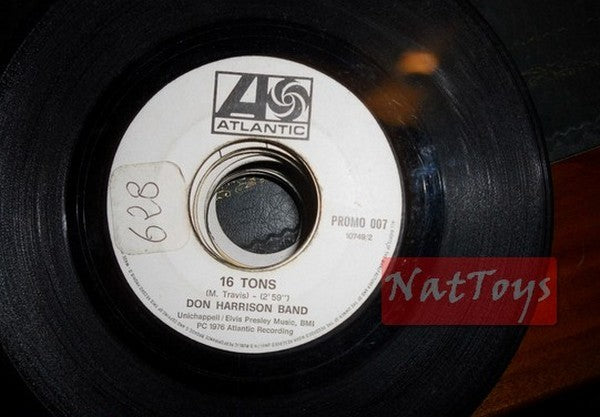 ATLANTIC
628
PROMO 007
10749/2
16 TONS
(M. Travis) - (2'59")
DON HARRISON BAND
Unichappell/Elvis Presley Music, BMI
PC 1976 Atlantic Recording
NatToys